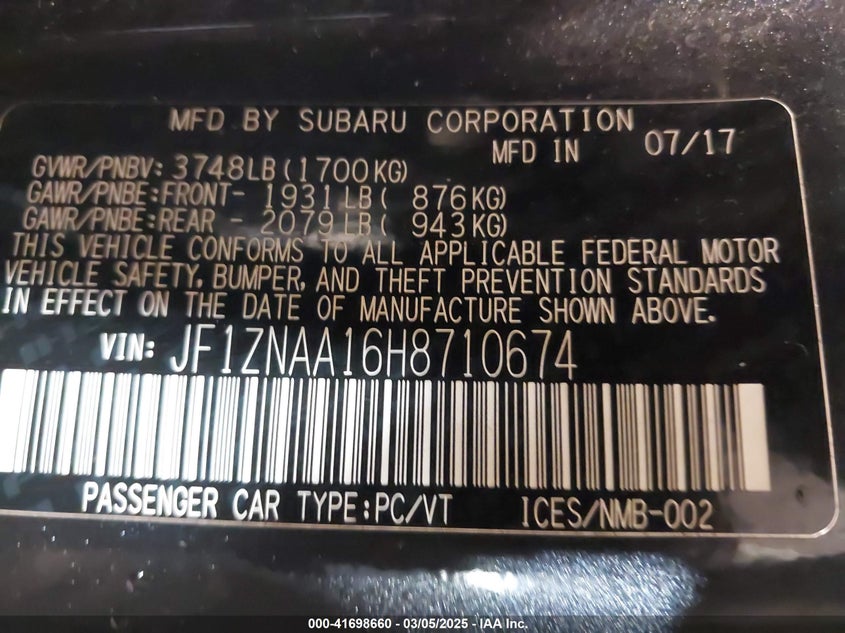 MFD BY SUBARU CORPORATION
MFD IN 07/17
GVWR/PNBV: 3748LB(1700KG)
GAWR/PNBE:FRONT- 1931LB( 876KG)
GAWR/PNBE:REAR - 2079LB( 943KG)
THIS VEHICLE CONFORMS TO ALL APPLICABLE FEDERAL MOTOR
VEHICLE SAFETY, BUMPER, AND THEFT PREVENTION STANDARDS
IN EFFECT ON THE DATE OF MANUFACTURE SHOWN ABOVE.
VIN: JF1ZNAA16H8710674
PASSENGER CAR TYPE:PC/VT ICES/NMB-002
000-41698660 - 03/05/2025 - IAA Inc.